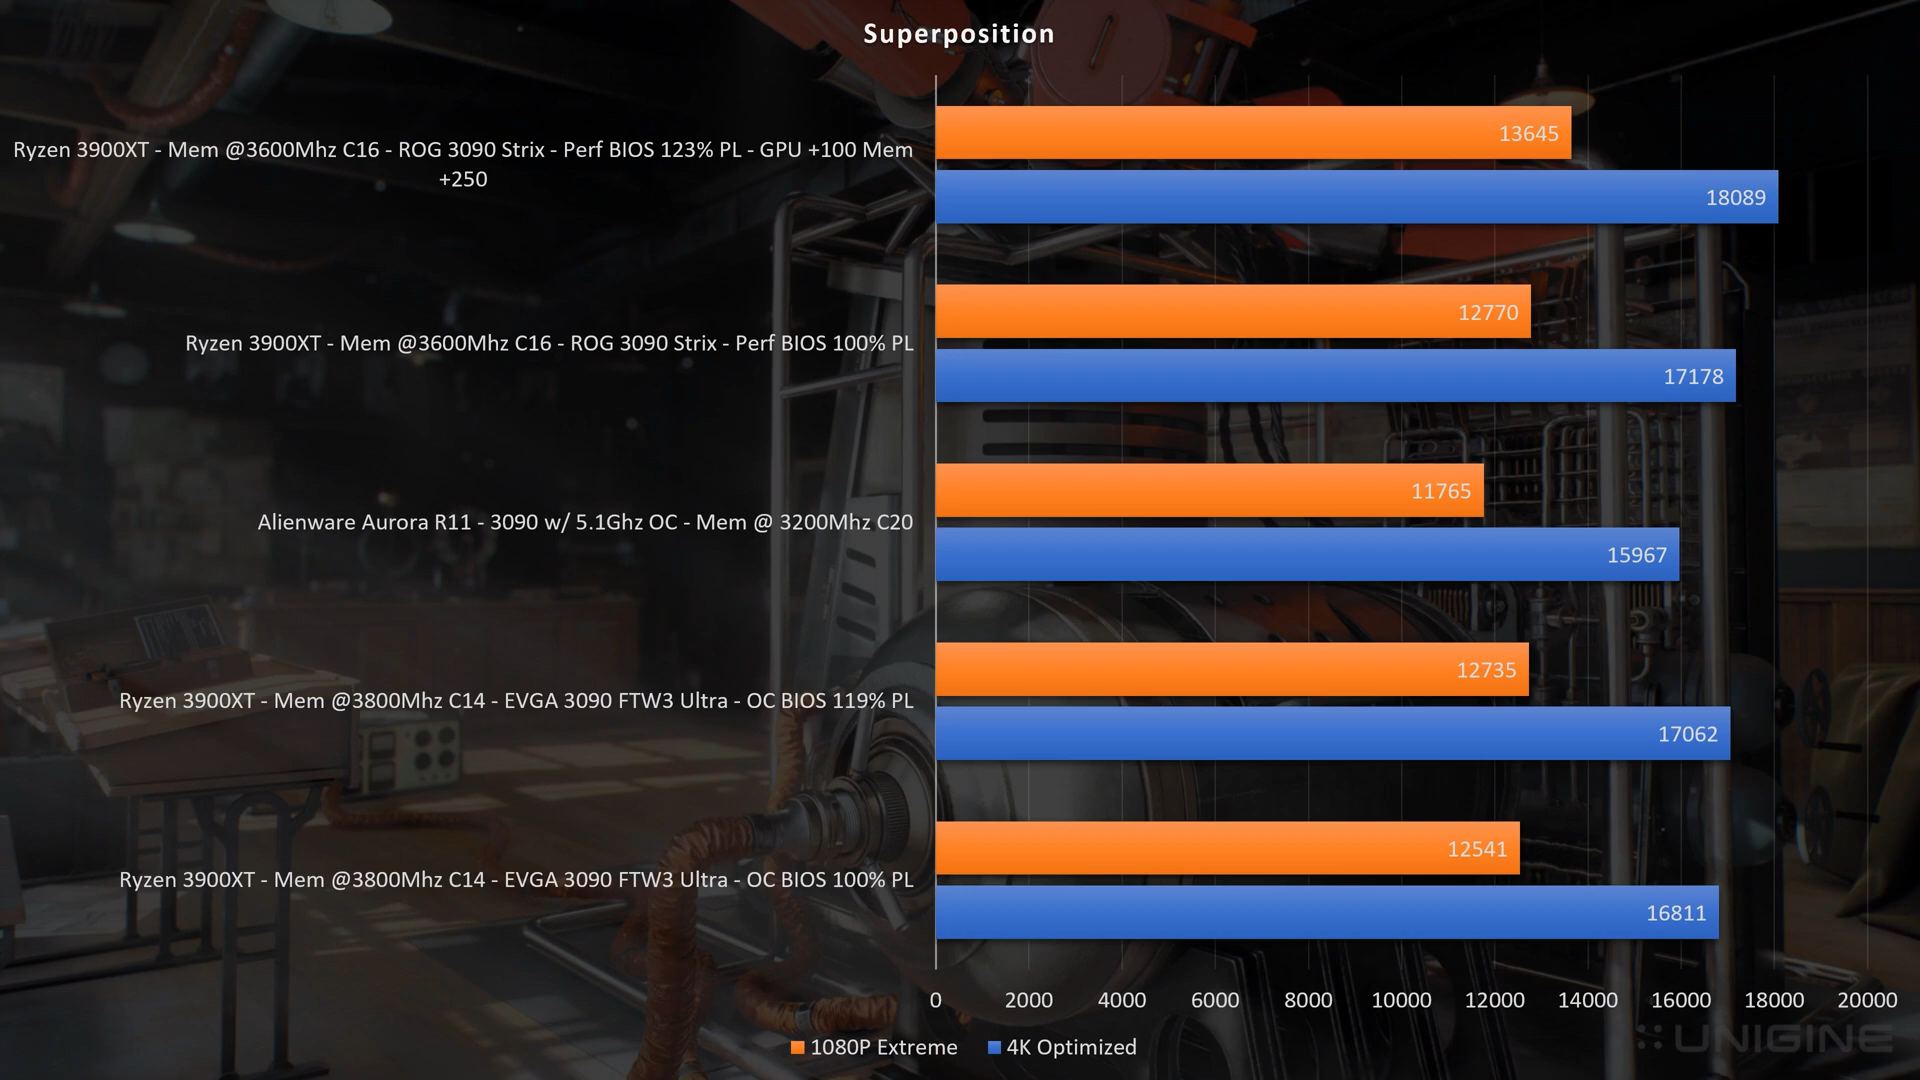 Superposition
Ryzen 3900XT - Mem @3600Mhz C16 - ROG 3090 Strix - Perf BIOS 123% PL - GPU +100 Mem
+250
13645
18089
Ryzen 3900XT - Mem @3600Mhz C16 - ROG 3090 Strix - Perf BIOS 100% PL
12770
17178
Alienware Aurora R11 - 3090 w/ 5.1Ghz OC - Mem @ 3200Mhz C20
11765
15967
Ryzen 3900XT - Mem @3800Mhz C14 - EVGA 3090 FTW3 Ultra - OC BIOS 119% PL
12735
17062
Ryzen 3900XT - Mem @3800Mhz C14 - EVGA 3090 FTW3 Ultra - OC BIOS 100% PL
12541
16811
0 2000 4000 6000 8000 10000 12000 14000 16000 18000 20000
1080P Extreme 4K Optimized
UNIGINE